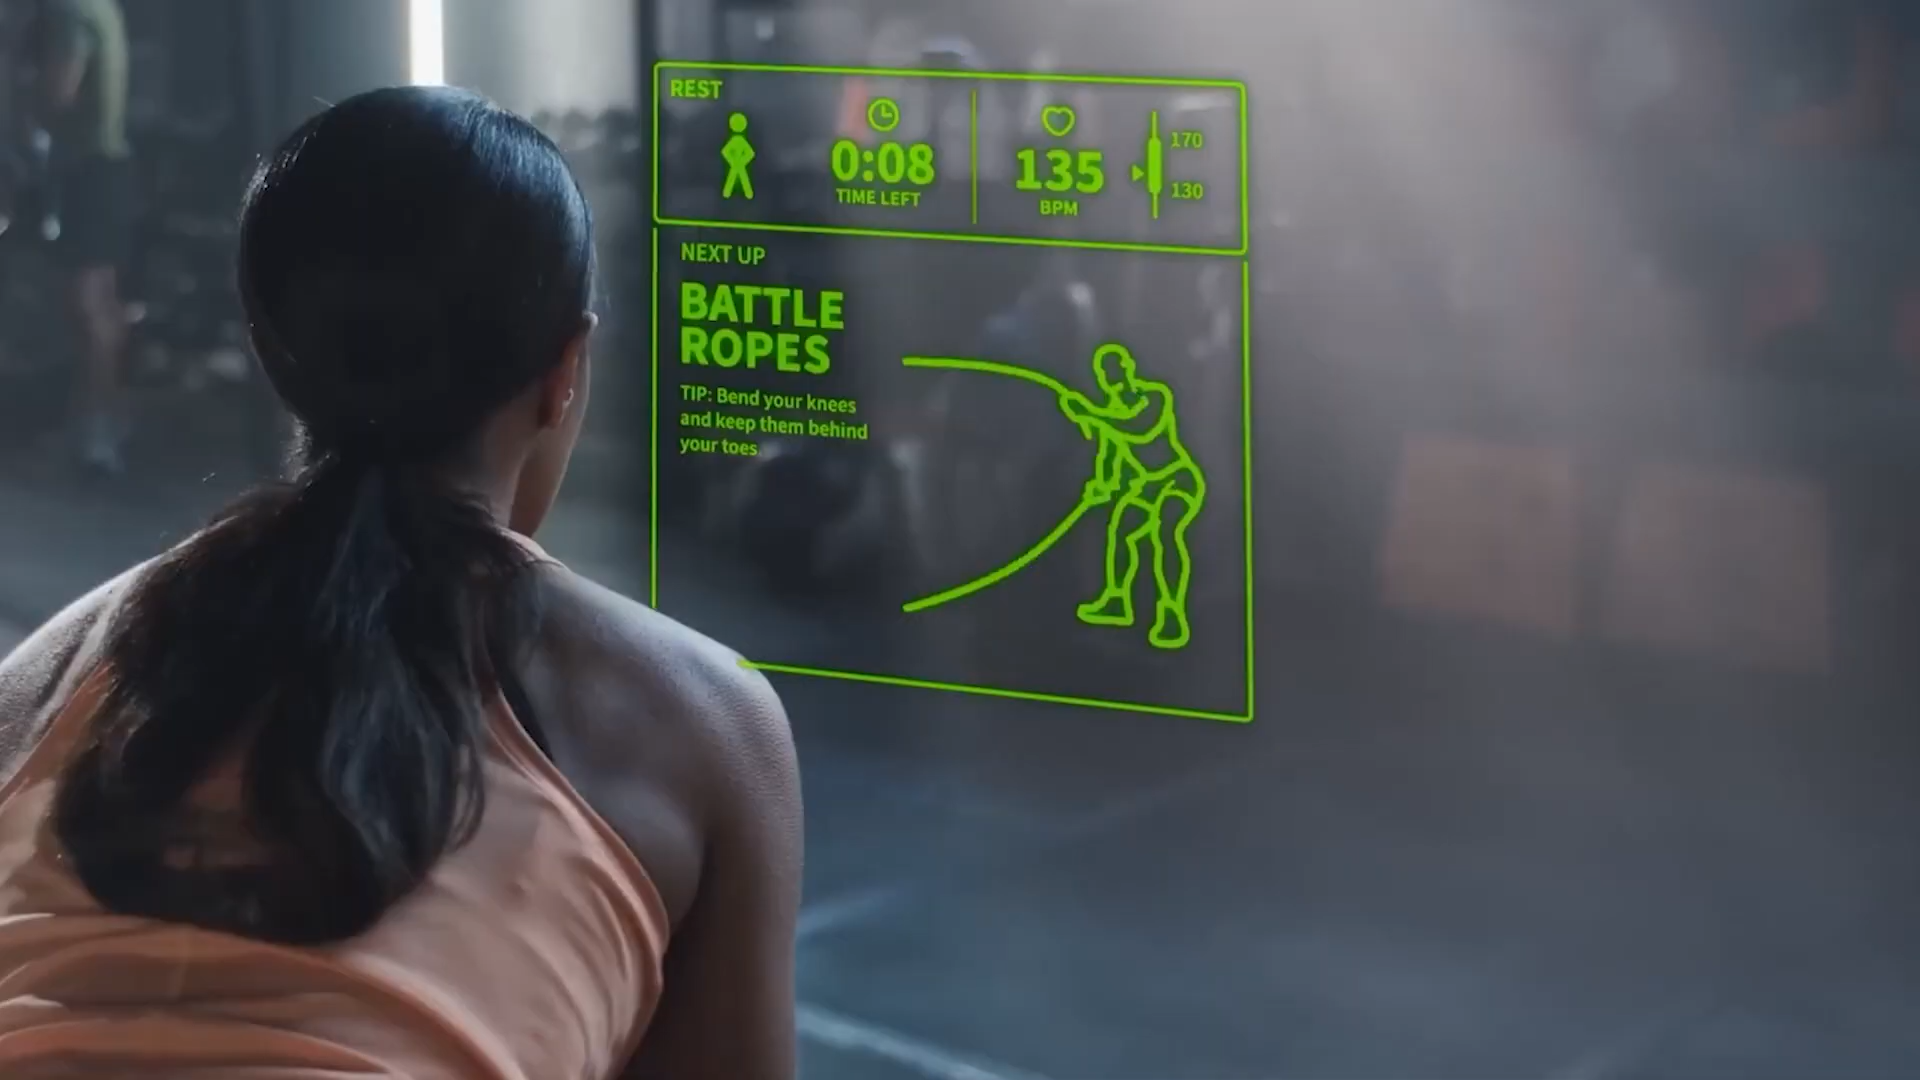 REST
0:08
TIME LEFT
135
BPM
170
130
NEXT UP
BATTLE
ROPES
TIP: Bend your knees
and keep them behind
your toes.